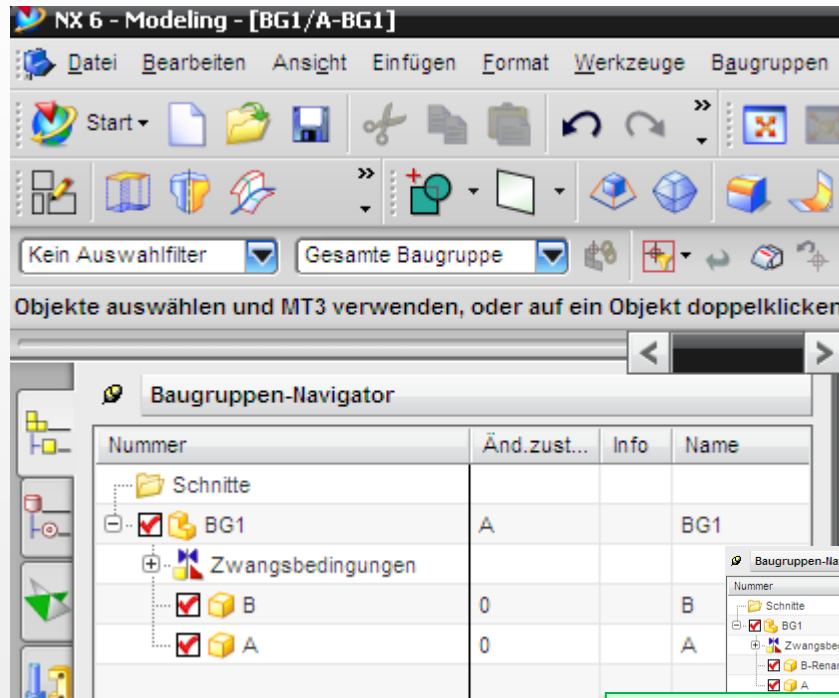 NX 6 - Modeling - [BG1/A-BG1]
Datei Bearbeiten Ansicht Einfügen Format Werkzeuge Baugruppen
Start
Kein Auswahlfilter Gesamte Baugruppe
Objekte auswählen und MT3 verwenden, oder auf ein Objekt doppelklicken
Baugruppen-Navigator
Nummer Änd.zust... Info Name
Schnitte
BG1 A BG1
Zwangsbedingungen
B 0 B
A 0 A
Baugruppen-Na
Nummer
Schnitte
BG1
Zwangsbe
B-Rena
A